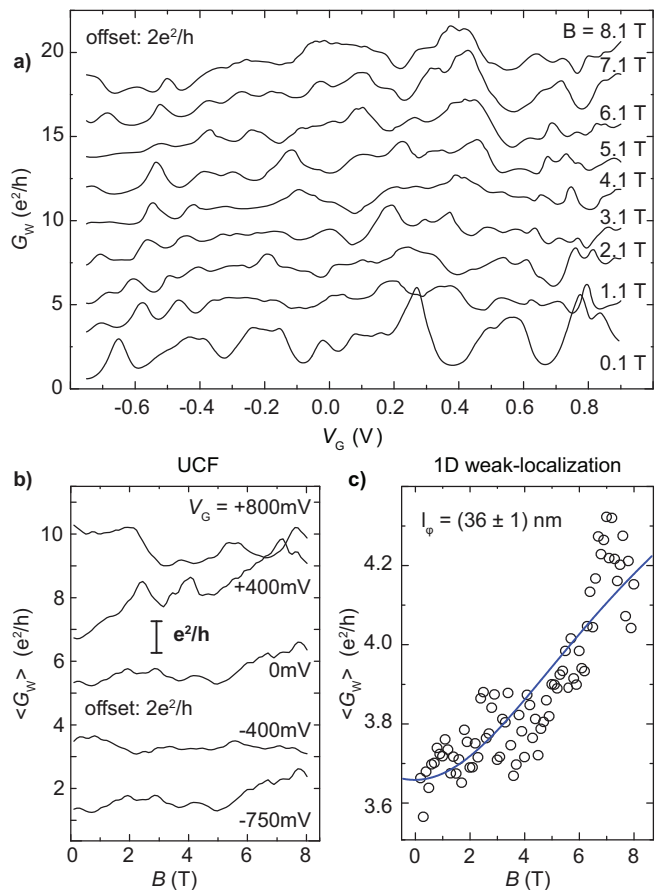 a)
offset: 2e²/h
B = 8.1 T
7.1 T
6.1 T
5.1 T
4.1 T
3.1 T
2.1 T
1.1 T
0.1 T
20
15
10
5
0
G_W (e²/h)
-0.6 -0.4 -0.2 0.0 0.2 0.4 0.6 0.8
V_G (V)
b) UCF
V_G = +800mV
+400mV
e²/h
0mV
offset: 2e²/h
-400mV
-750mV
10
8
6
4
2
<G_W> (e²/h)
0 2 4 6 8
B (T)
c) 1D weak-localization
l_φ = (36 ± 1) nm
4.2
4.0
3.8
3.6
<G_W> (e²/h)
0 2 4 6 8
B (T)